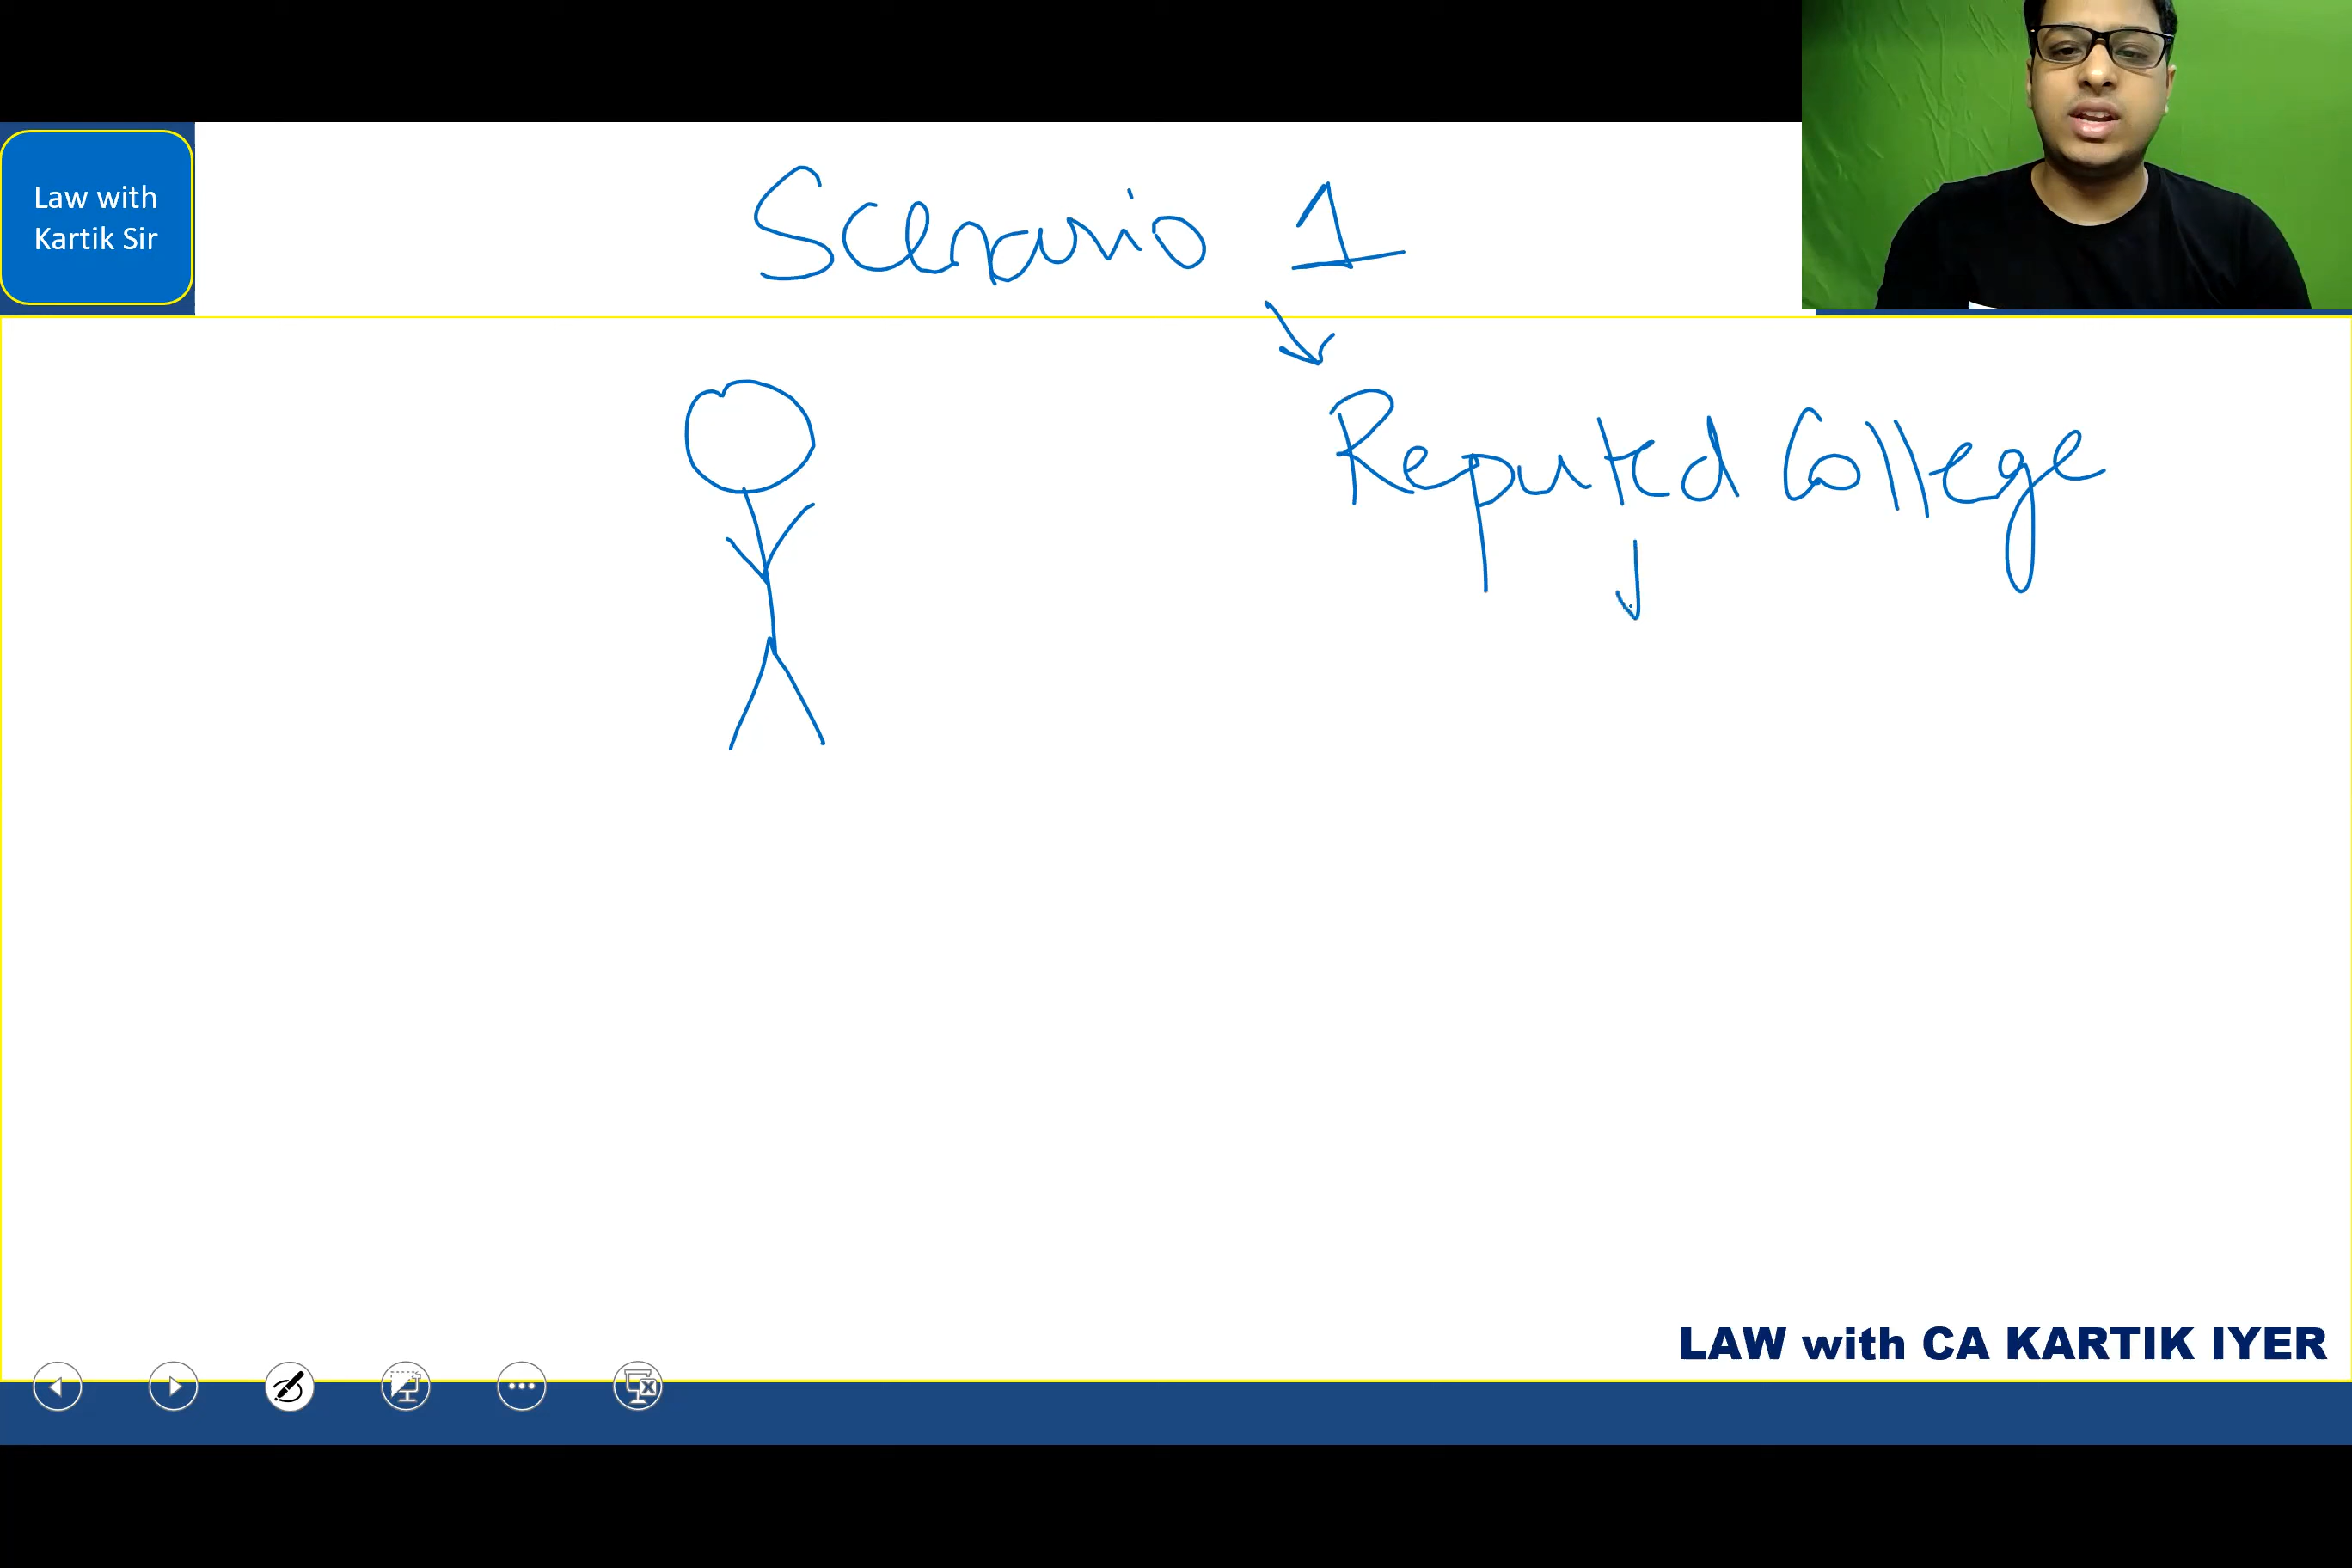 Law with
Kartik Sir
Scenario 1
Reputed College
LAW with CA KARTIK IYER